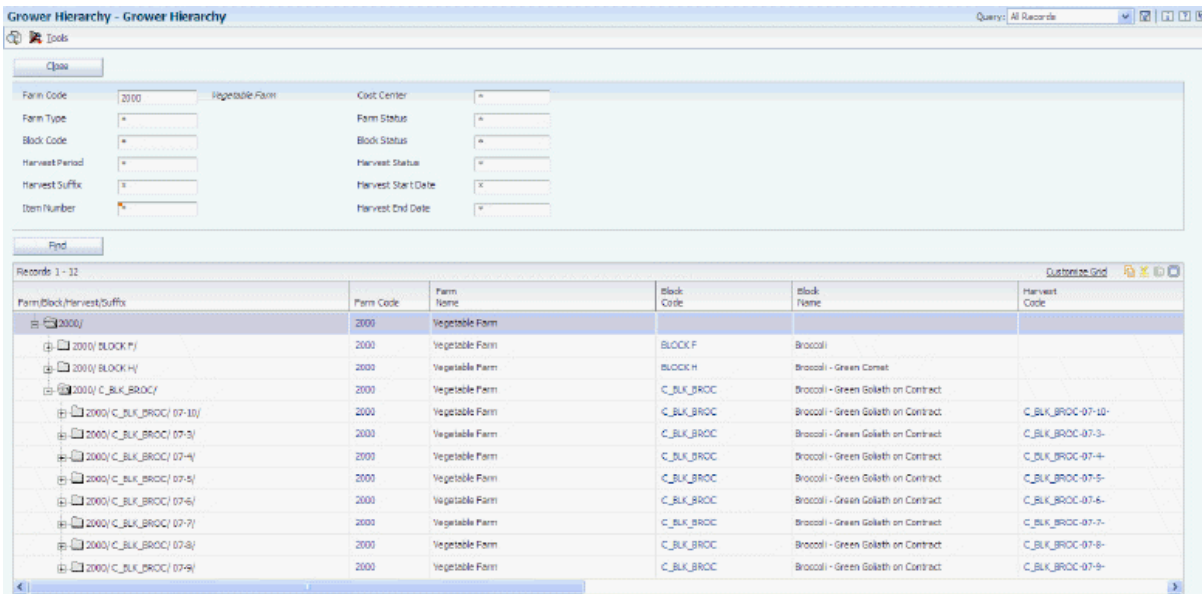 Grower Hierarchy - Grower Hierarchy Query: All Records
Tools
Close
Farm Code 2000 Vegetable Farm Cost Center *
Farm Type * Farm Status *
Block Code * Block Status *
Harvest Period * Harvest Status *
Harvest Suffix * Harvest Start Date *
Item Number * Harvest End Date *
Find
Records 1 - 12 Customize Grid
Farm/Block/Harvest/Suffix Farm Code Farm Name Block Code Block Name Harvest Code
2000/ 2000 Vegetable Farm
2000/ BLOCK F/ 2000 Vegetable Farm BLOCK F Broccoli
2000/ BLOCK H/ 2000 Vegetable Farm BLOCK H Broccoli - Green Comet
2000/ C_BLK_BROC/ 2000 Vegetable Farm C_BLK_BROC Broccoli - Green Goliath on Contract
2000/ C_BLK_BROC/ 07-10/ 2000 Vegetable Farm C_BLK_BROC Broccoli - Green Goliath on Contract C_BLK_BROC-07-10-
2000/ C_BLK_BROC/ 07-3/ 2000 Vegetable Farm C_BLK_BROC Broccoli - Green Goliath on Contract C_BLK_BROC-07-3-
2000/ C_BLK_BROC/ 07-4/ 2000 Vegetable Farm C_BLK_BROC Broccoli - Green Goliath on Contract C_BLK_BROC-07-4-
2000/ C_BLK_BROC/ 07-5/ 2000 Vegetable Farm C_BLK_BROC Broccoli - Green Goliath on Contract C_BLK_BROC-07-5-
2000/ C_BLK_BROC/ 07-6/ 2000 Vegetable Farm C_BLK_BROC Broccoli - Green Goliath on Contract C_BLK_BROC-07-6-
2000/ C_BLK_BROC/ 07-7/ 2000 Vegetable Farm C_BLK_BROC Broccoli - Green Goliath on Contract C_BLK_BROC-07-7-
2000/ C_BLK_BROC/ 07-8/ 2000 Vegetable Farm C_BLK_BROC Broccoli - Green Goliath on Contract C_BLK_BROC-07-8-
2000/ C_BLK_BROC/ 07-9/ 2000 Vegetable Farm C_BLK_BROC Broccoli - Green Goliath on Contract C_BLK_BROC-07-9-